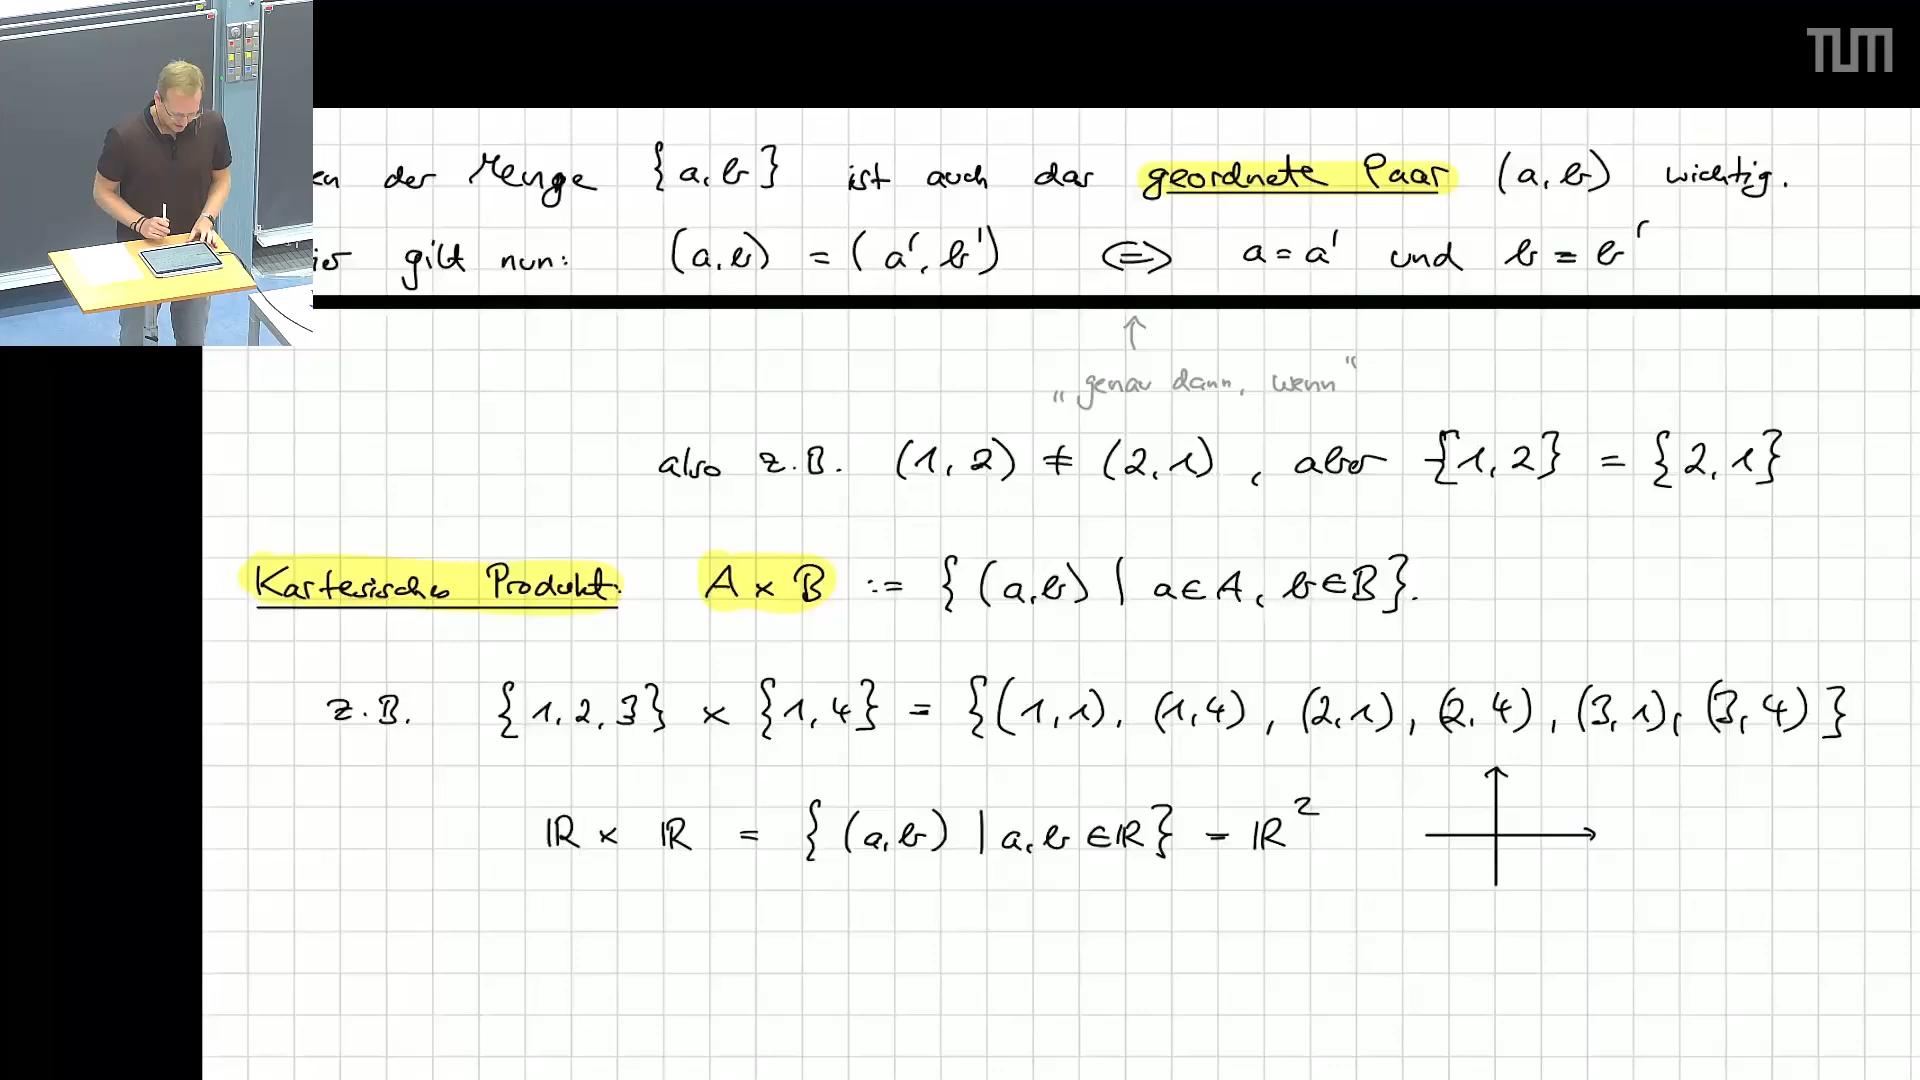 TUM
en der Menge {a, b} ist auch das geordnete Paar (a, b) wichtig.
ier gilt nun: (a, b) = (a', b') ⟺ a = a' und b = b'
↑
„genau dann, wenn“
also z.B. (1, 2) ≠ (2, 1), aber {1, 2} = {2, 1}
Kartesisches Produkt: A × B := {(a, b) | a ∈ A, b ∈ B}.
z.B. {1, 2, 3} × {1, 4} = {(1, 1), (1, 4), (2, 1), (2, 4), (3, 1), (3, 4)}
ℝ × ℝ = {(a, b) | a, b ∈ ℝ} = ℝ²